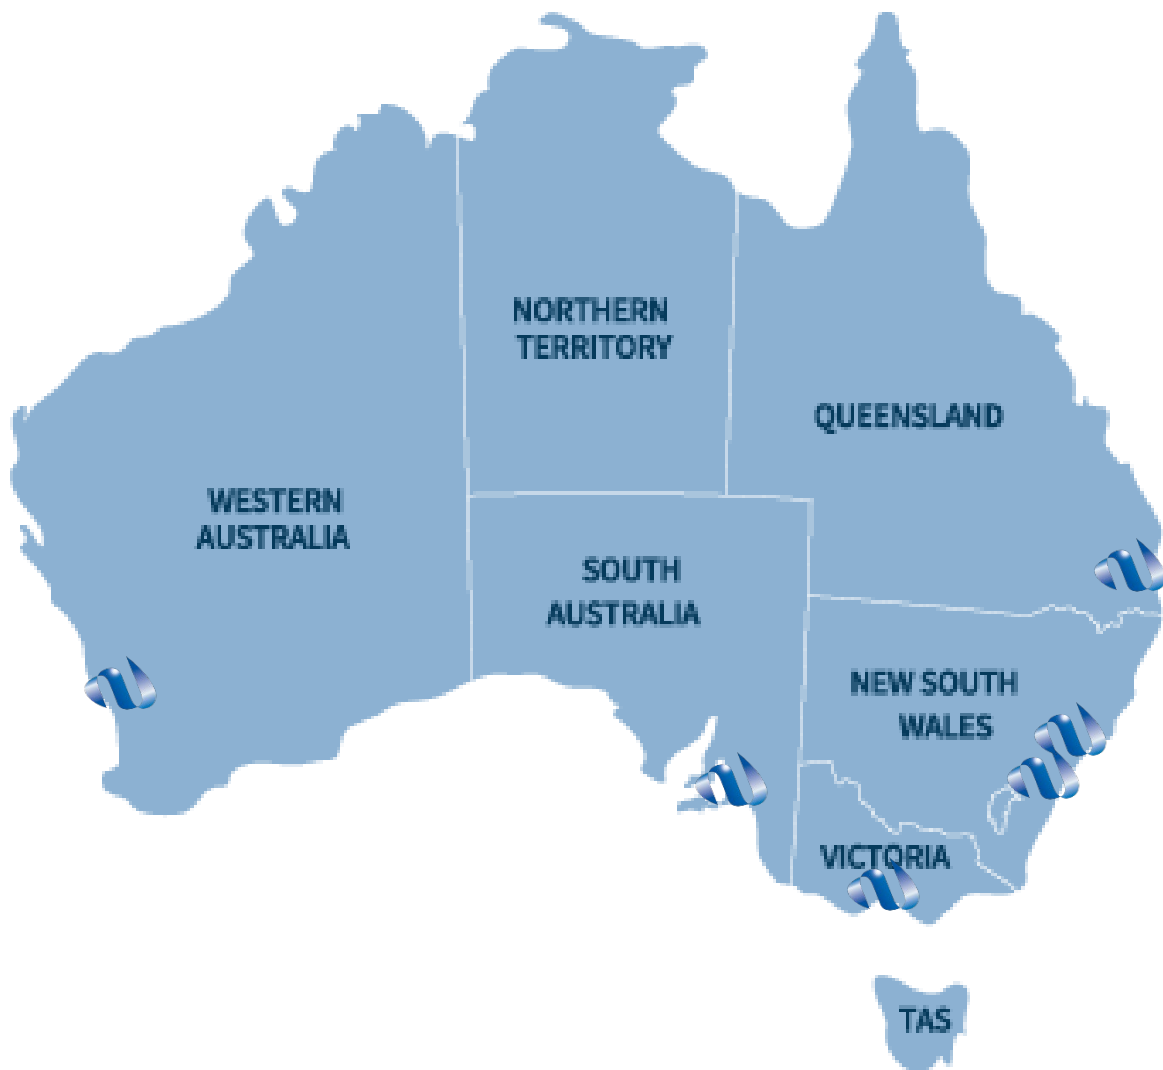 NORTHERN
TERRITORY
QUEENSLAND
WESTERN
AUSTRALIA
SOUTH
AUSTRALIA
NEW SOUTH
WALES
VICTORIA
TAS